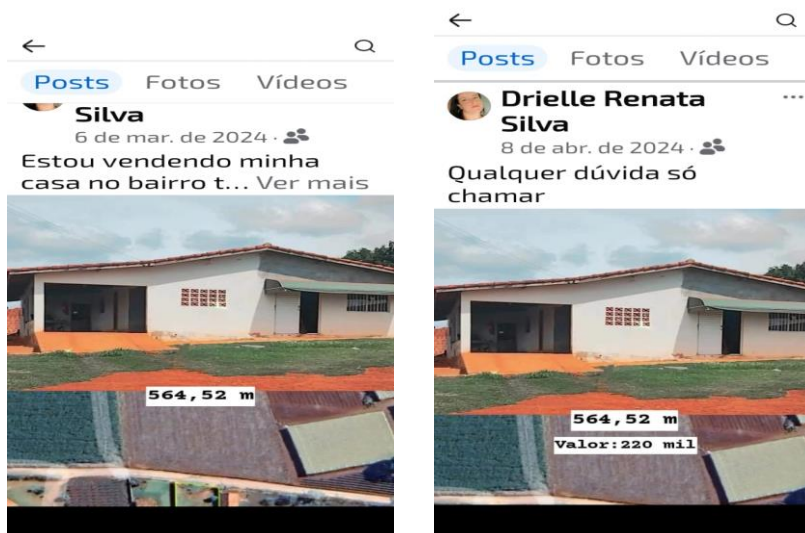 Posts Fotos Vídeos
Silva
6 de mar. de 2024 ·
Estou vendendo minha
casa no bairro t... Ver mais
564,52 m
Posts Fotos Vídeos
Drielle Renata
Silva
8 de abr. de 2024 ·
Qualquer dúvida só
chamar
564,52 m
Valor:220 mil